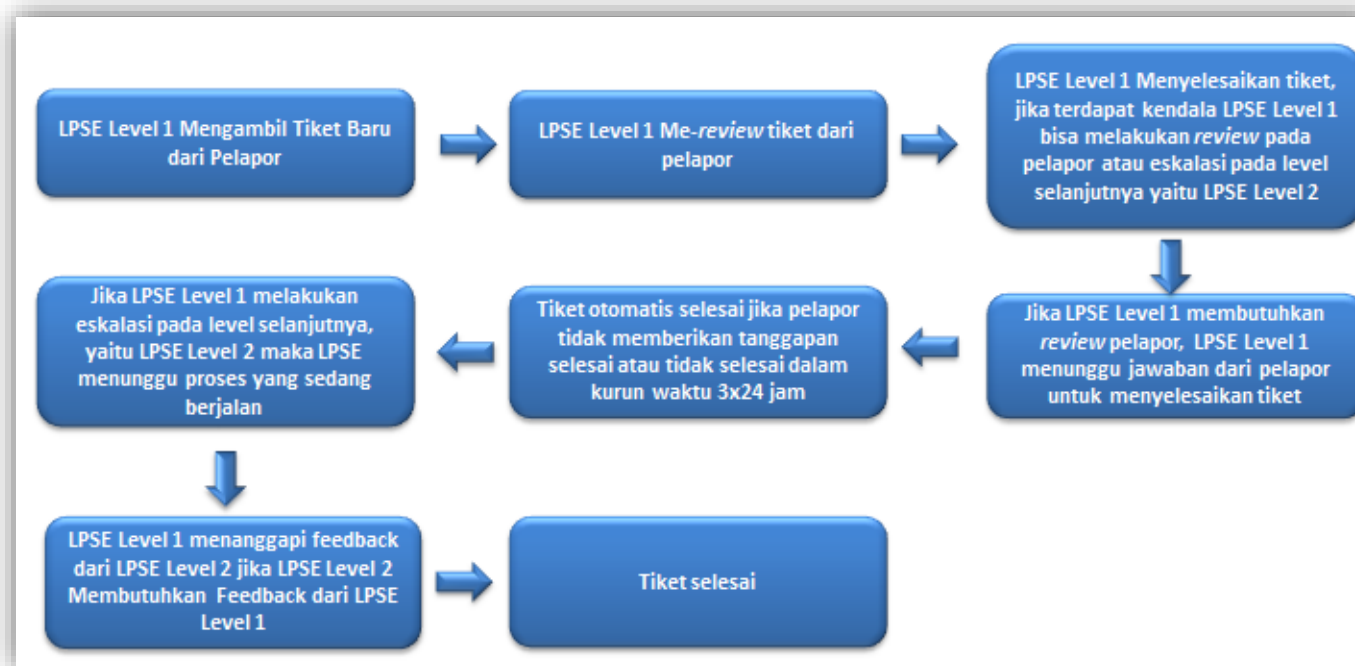 LPSE Level 1 Mengambil Tiket Baru
dari Pelapor
LPSE Level 1 Me-review tiket dari
pelapor
LPSE Level 1 Menyelesaikan tiket,
jika terdapat kendala LPSE Level 1
bisa melakukan review pada
pelapor atau eskalasi pada level
selanjutnya yaitu LPSE Level 2
Jika LPSE Level 1 membutuhkan
review pelapor, LPSE Level 1
menunggu jawaban dari pelapor
untuk menyelesaikan tiket
Tiket otomatis selesai jika pelapor
tidak memberikan tanggapan
selesai atau tidak selesai dalam
kurun waktu 3x24 jam
Jika LPSE Level 1 melakukan
eskalasi pada level selanjutnya,
yaitu LPSE Level 2 maka LPSE
menunggu proses yang sedang
berjalan
LPSE Level 1 menanggapi feedback
dari LPSE Level 2 jika LPSE Level 2
Membutuhkan Feedback dari LPSE
Level 1
Tiket selesai